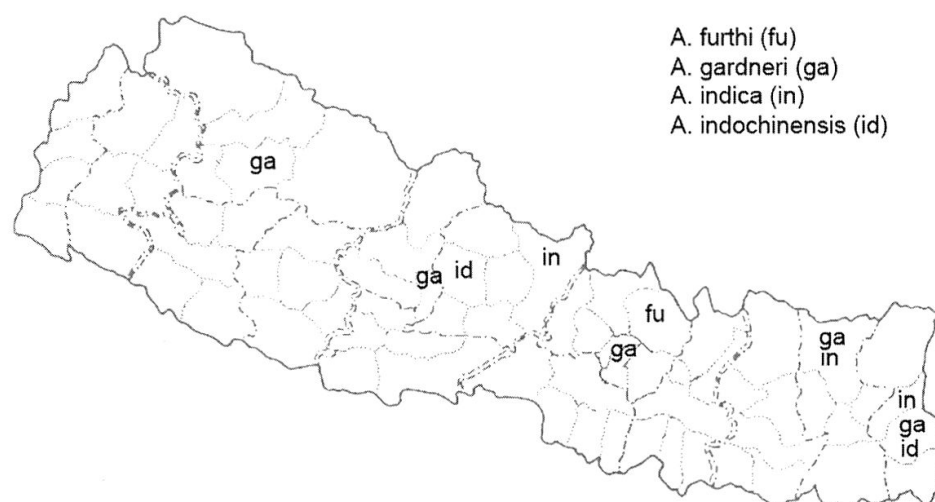 A. furthi (fu)
A. gardneri (ga)
A. indica (in)
A. indochinensis (id)
ga
ga id
in
fu
ga
ga
in
in
ga
id